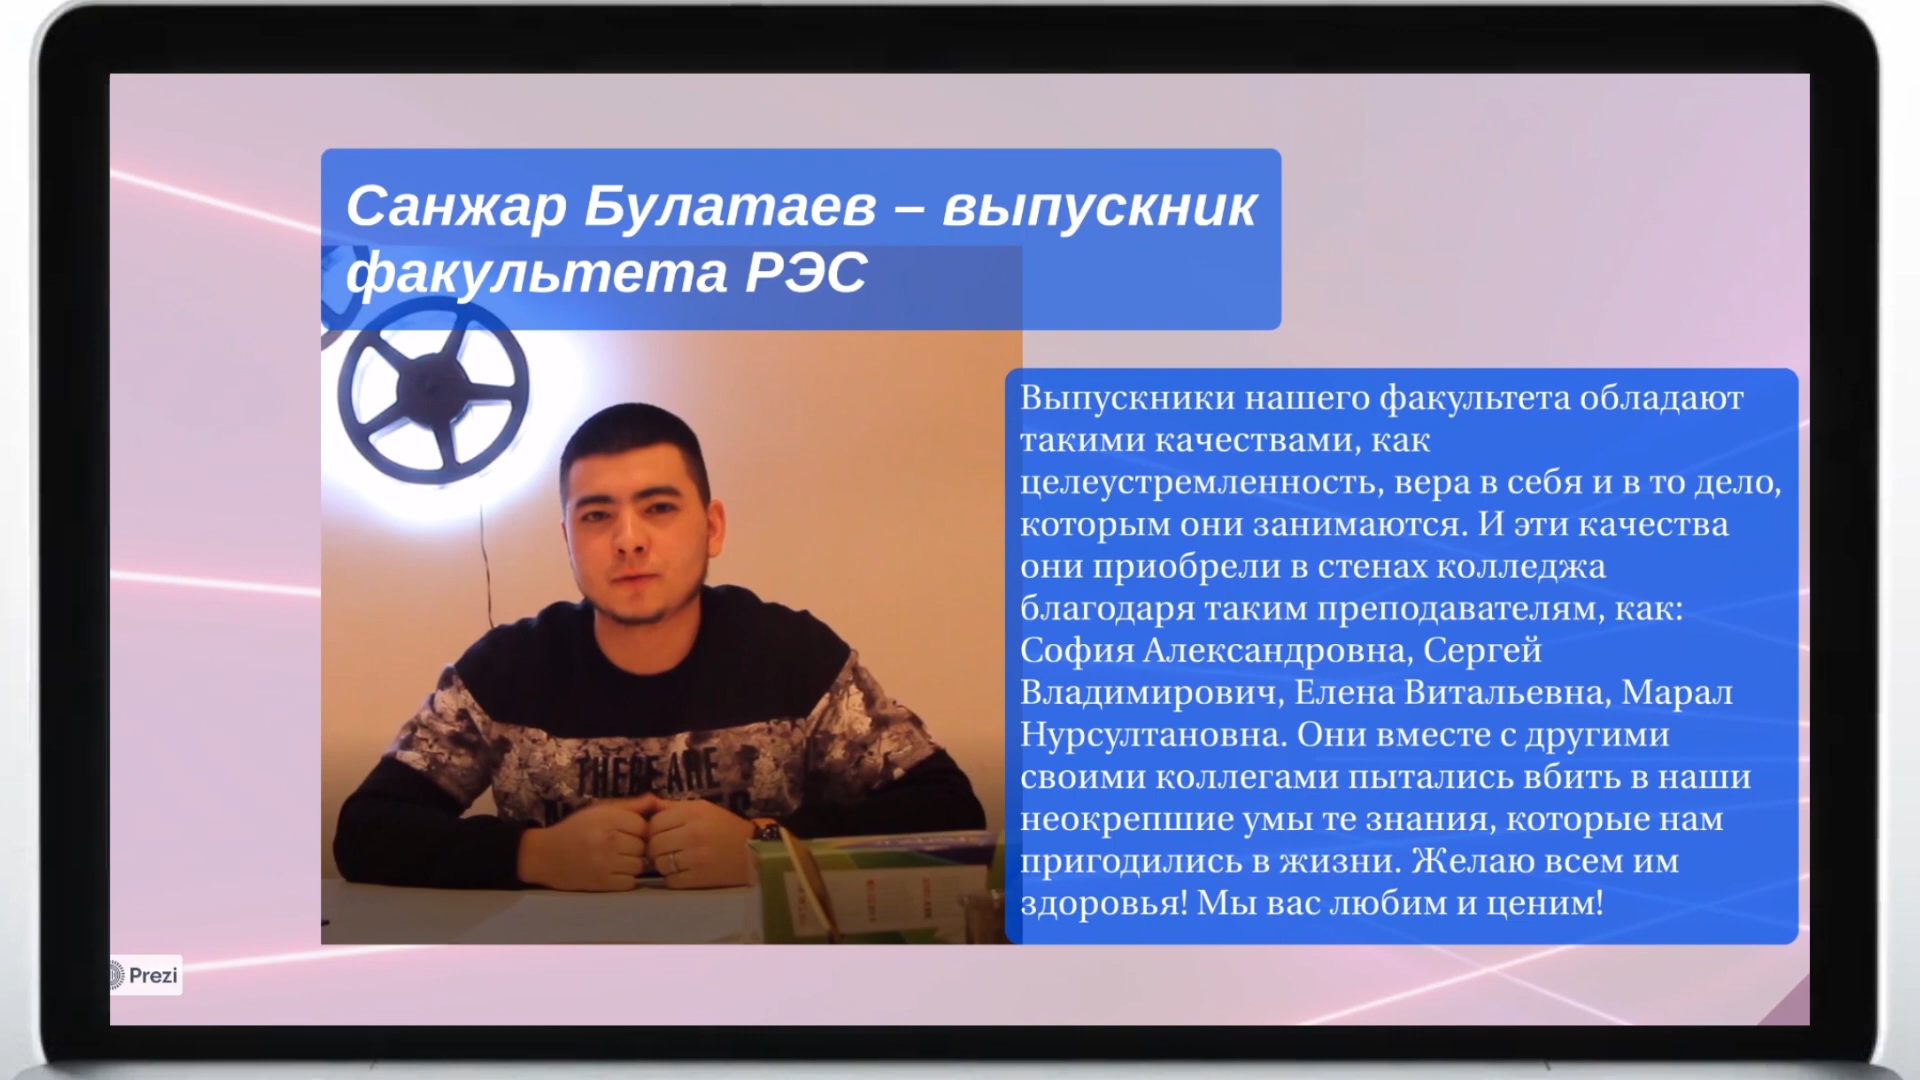 Санжар Булатаев – выпускник
факультета РЭС
Выпускники нашего факультета обладают
такими качествами, как
целеустремленность, вера в себя и в то дело,
которым они занимаются. И эти качества
они приобрели в стенах колледжа
благодаря таким преподавателям, как:
София Александровна, Сергей
Владимирович, Елена Витальевна, Марал
Нурсултановна. Они вместе с другими
своими коллегами пытались вбить в наши
неокрепшие умы те знания, которые нам
пригодились в жизни. Желаю всем им
здоровья! Мы вас любим и ценим!
THERE ARE
Prezi